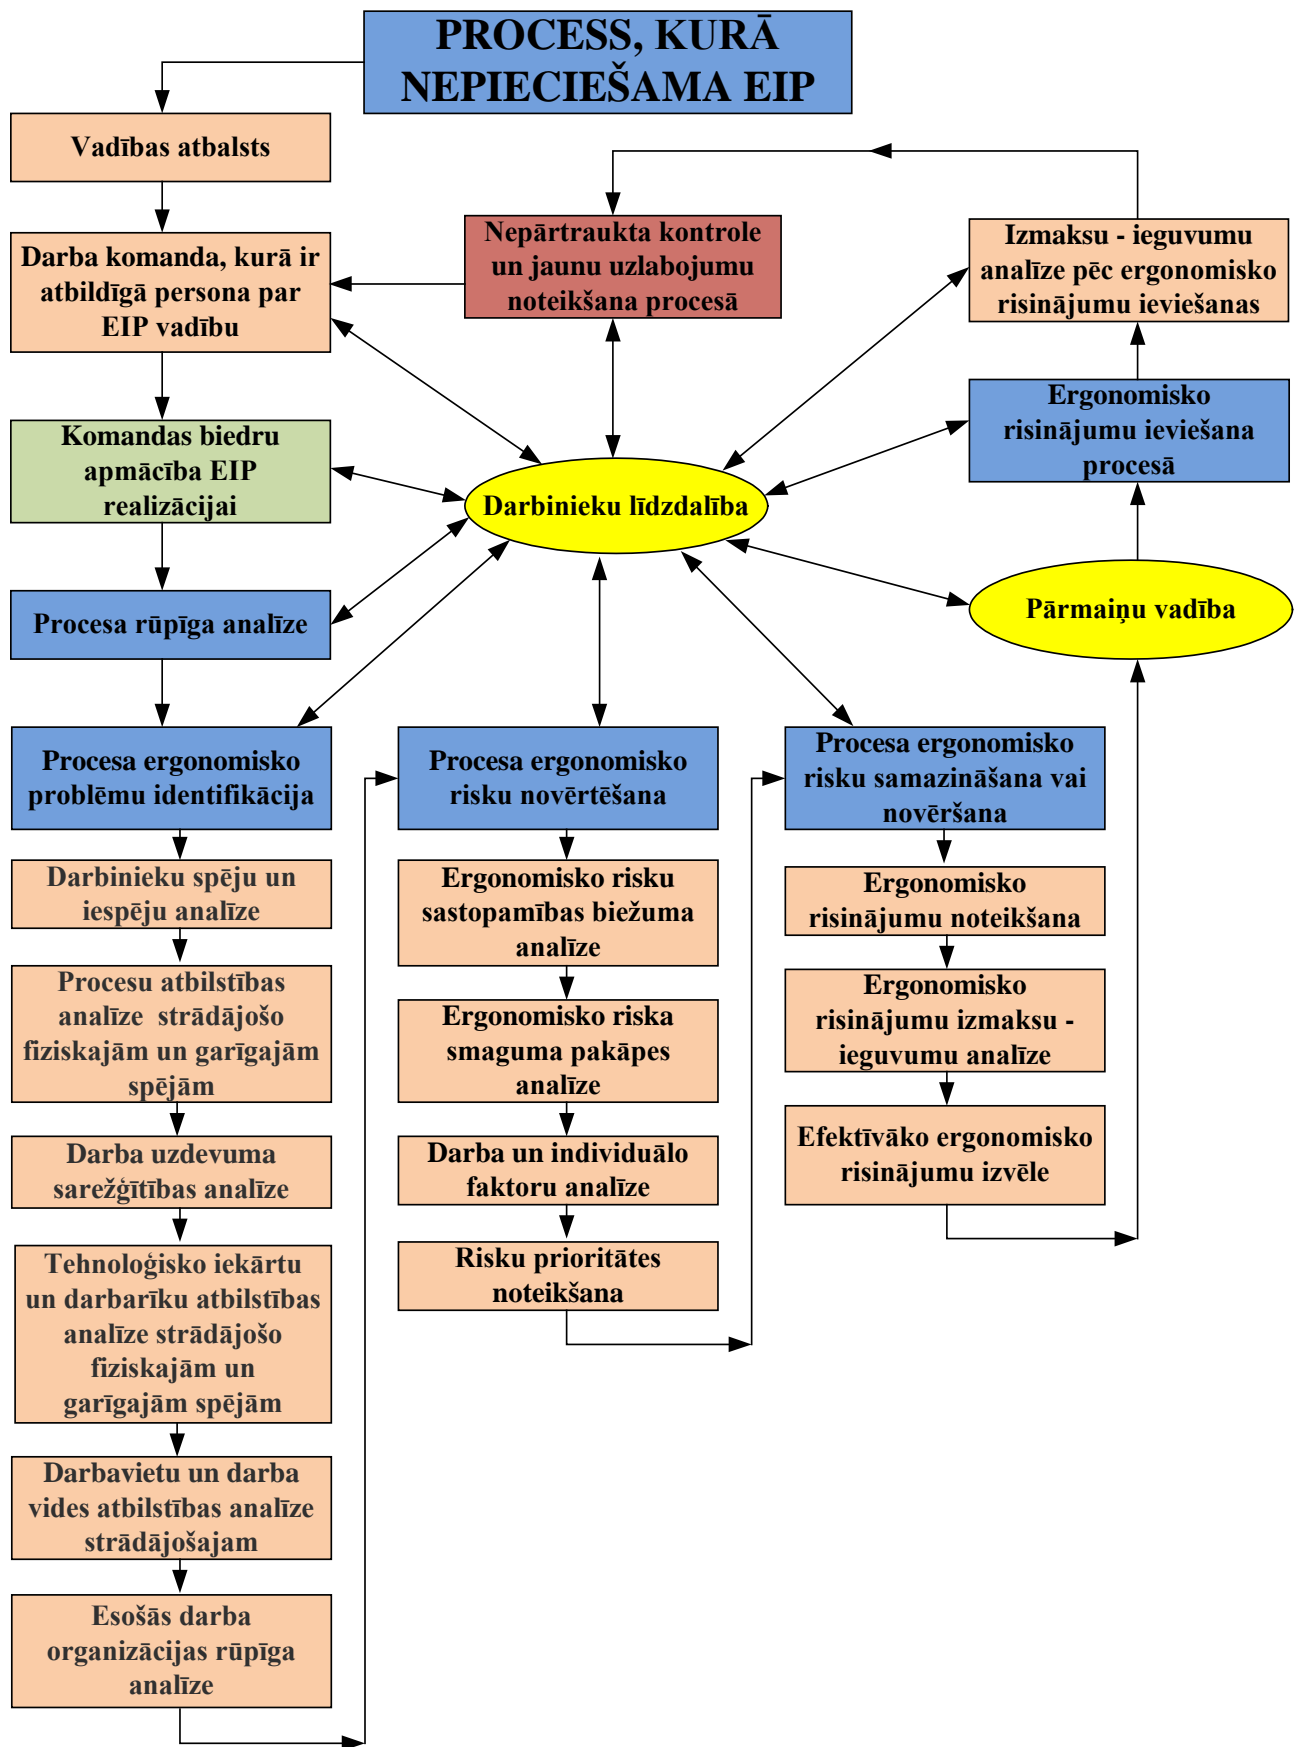 PROCESS, KURĀ
NEPIECIEŠAMA EIP
Vadības atbalsts
Darba komanda, kurā ir
atbildīgā persona par
EIP vadību
Nepārtraukta kontrole
un jaunu uzlabojumu
noteikšana procesā
Izmaksu - ieguvumu
analīze pēc ergonomisko
risinājumu ieviešanas
Ergonomisko
risinājumu ieviešana
procesā
Komandas biedru
apmācība EIP
realizācijai
Darbinieku līdzdalība
Pārmaiņu vadība
Procesa rūpīga analīze
Procesa ergonomisko
problēmu identifikācija
Darbinieku spēju un
iespēju analīze
Procesu atbilstības
analīze  strādājošo
fiziskajām un garīgajām
spējām
Darba uzdevuma
sarežģītības analīze
Tehnoloģisko iekārtu
un darbarīku atbilstības
analīze strādājošo
fiziskajām un
garīgajām spējām
Darbavietu un darba
vides atbilstības analīze
strādājošajam
Esošās darba
organizācijas rūpīga
analīze
Procesa ergonomisko
risku novērtēšana
Ergonomisko risku
sastopamības biežuma
analīze
Ergonomisko riska
smaguma pakāpes
analīze
Darba un individuālo
faktoru analīze
Risku prioritātes
noteikšana
Procesa ergonomisko
risku samazināšana vai
novēršana
Ergonomisko
risinājumu noteikšana
Ergonomisko
risinājumu izmaksu -
ieguvumu analīze
Efektīvāko ergonomisko
risinājumu izvēle